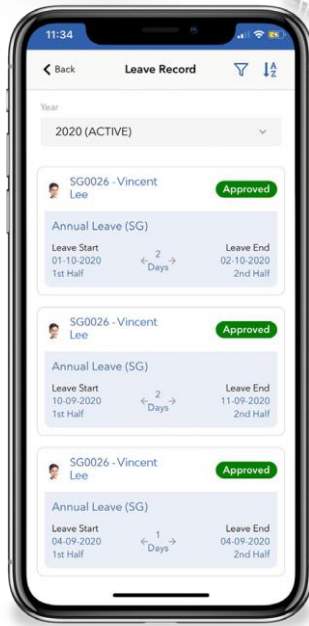 11:34
Back Leave Record
Year
2020 (ACTIVE)
SG0026 - Vincent
Lee
Approved
Annual Leave (SG)
Leave Start Leave End
01-10-2020 2 02-10-2020
1st Half Days 2nd Half
SG0026 - Vincent
Lee
Approved
Annual Leave (SG)
Leave Start Leave End
10-09-2020 2 11-09-2020
1st Half Days 2nd Half
SG0026 - Vincent
Lee
Approved
Annual Leave (SG)
Leave Start Leave End
04-09-2020 1 04-09-2020
1st Half Days 2nd Half